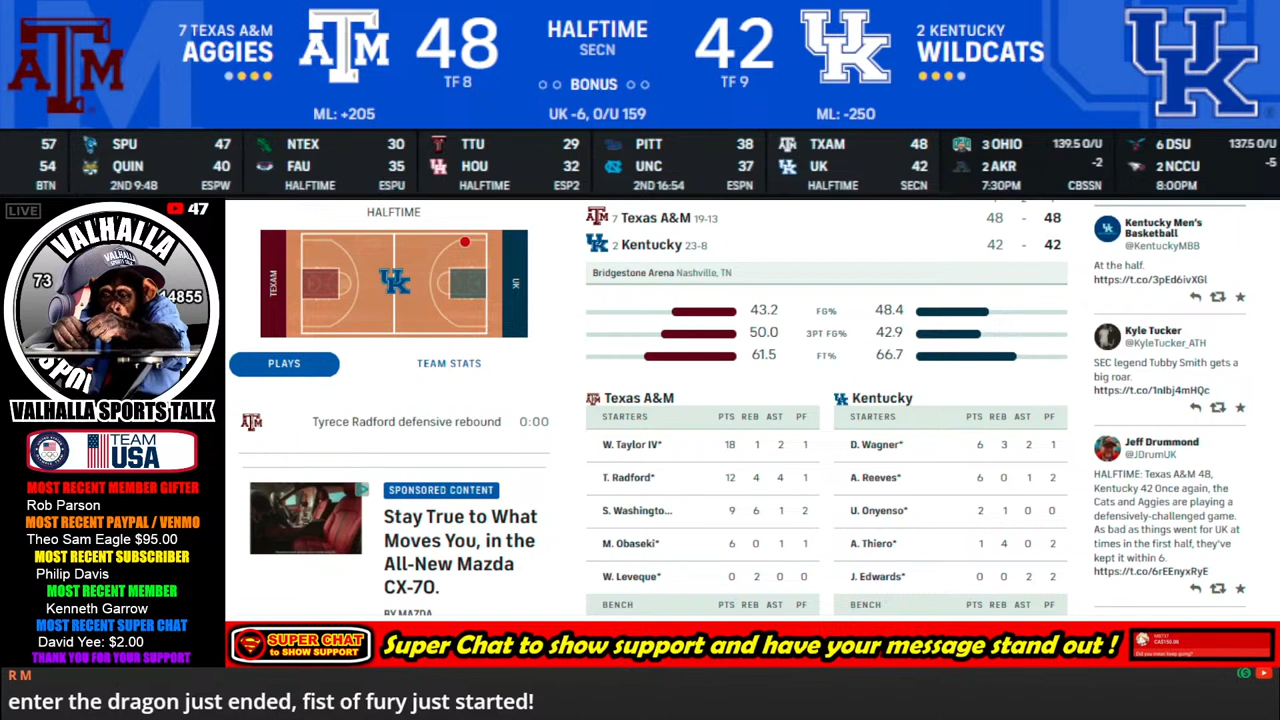 7 TEXAS A&M
AGGIES
48
TF 8
ML: +205
HALFTIME
SECN
BONUS
UK -6, O/U 159
42
TF 9
ML: -250
2 KENTUCKY
WILDCATS
57
54
BTN
SPU 47
QUIN 40
2ND 9:48 ESPW
NTEX 30
FAU 35
HALFTIME ESPU
TTU 29
HOU 32
HALFTIME ESP2
PITT 38
UNC 37
2ND 16:54 ESPN
TXAM 48
UK 42
HALFTIME SECN
3 OHIO 139.5 O/U
2 AKR -2
7:30PM CBSSN
6 DSU 137.5 O/U
2 NCCU -5
8:00PM
LIVE
47
VALHALLA
VALHALLA
73
14855
VALHALLA SPORTS TALK
TEAM
USA
MOST RECENT MEMBER GIFTER
Rob Parson
MOST RECENT PAYPAL / VENMO
Theo Sam Eagle $95.00
MOST RECENT SUBSCRIBER
Philip Davis
MOST RECENT MEMBER
Kenneth Garrow
MOST RECENT SUPER CHAT
David Yee: $2.00
THANK YOU FOR YOUR SUPPORT
HALFTIME
TEXAM
UK
PLAYS
TEAM STATS
Tyrece Radford defensive rebound 0:00
SPONSORED CONTENT
Stay True to What
Moves You, in the
All-New Mazda
CX-70.
BY MAZDA
7 Texas A&M 19-13 48 - 48
2 Kentucky 23-8 42 - 42
Bridgestone Arena Nashville, TN
43.2 FG% 48.4
50.0 3PT FG% 42.9
61.5 FT% 66.7
Texas A&M
STARTERS PTS REB AST PF
W. Taylor IV* 18 1 2 1
T. Radford* 12 4 4 1
S. Washingto... 9 6 1 2
M. Obaseki* 6 0 1 1
W. Leveque* 0 2 0 0
BENCH PTS REB AST PF
Kentucky
STARTERS PTS REB AST PF
D. Wagner* 6 3 2 1
A. Reeves* 6 0 1 2
U. Onyenso* 2 1 0 0
A. Thiero* 1 4 0 2
J. Edwards* 0 0 2 2
BENCH PTS REB AST PF
Kentucky Men's
Basketball
@KentuckyMBB
At the half.
https://t.co/3pEd6ivXGl
Kyle Tucker
@KyleTucker_ATH
SEC legend Tubby Smith gets a
big roar.
https://t.co/1nIbj4mHQc
Jeff Drummond
@JDrumUK
HALFTIME: Texas A&M 48,
Kentucky 42 Once again, the
Cats and Aggies are playing a
defensively-challenged game.
As bad as things went for UK at
times in the first half, they've
kept it within 6.
https://t.co/6rEEnyxRyE
SUPER CHAT
to SHOW SUPPORT
Super Chat to show support and have your message stand out !
R M
enter the dragon just ended, fist of fury just started!